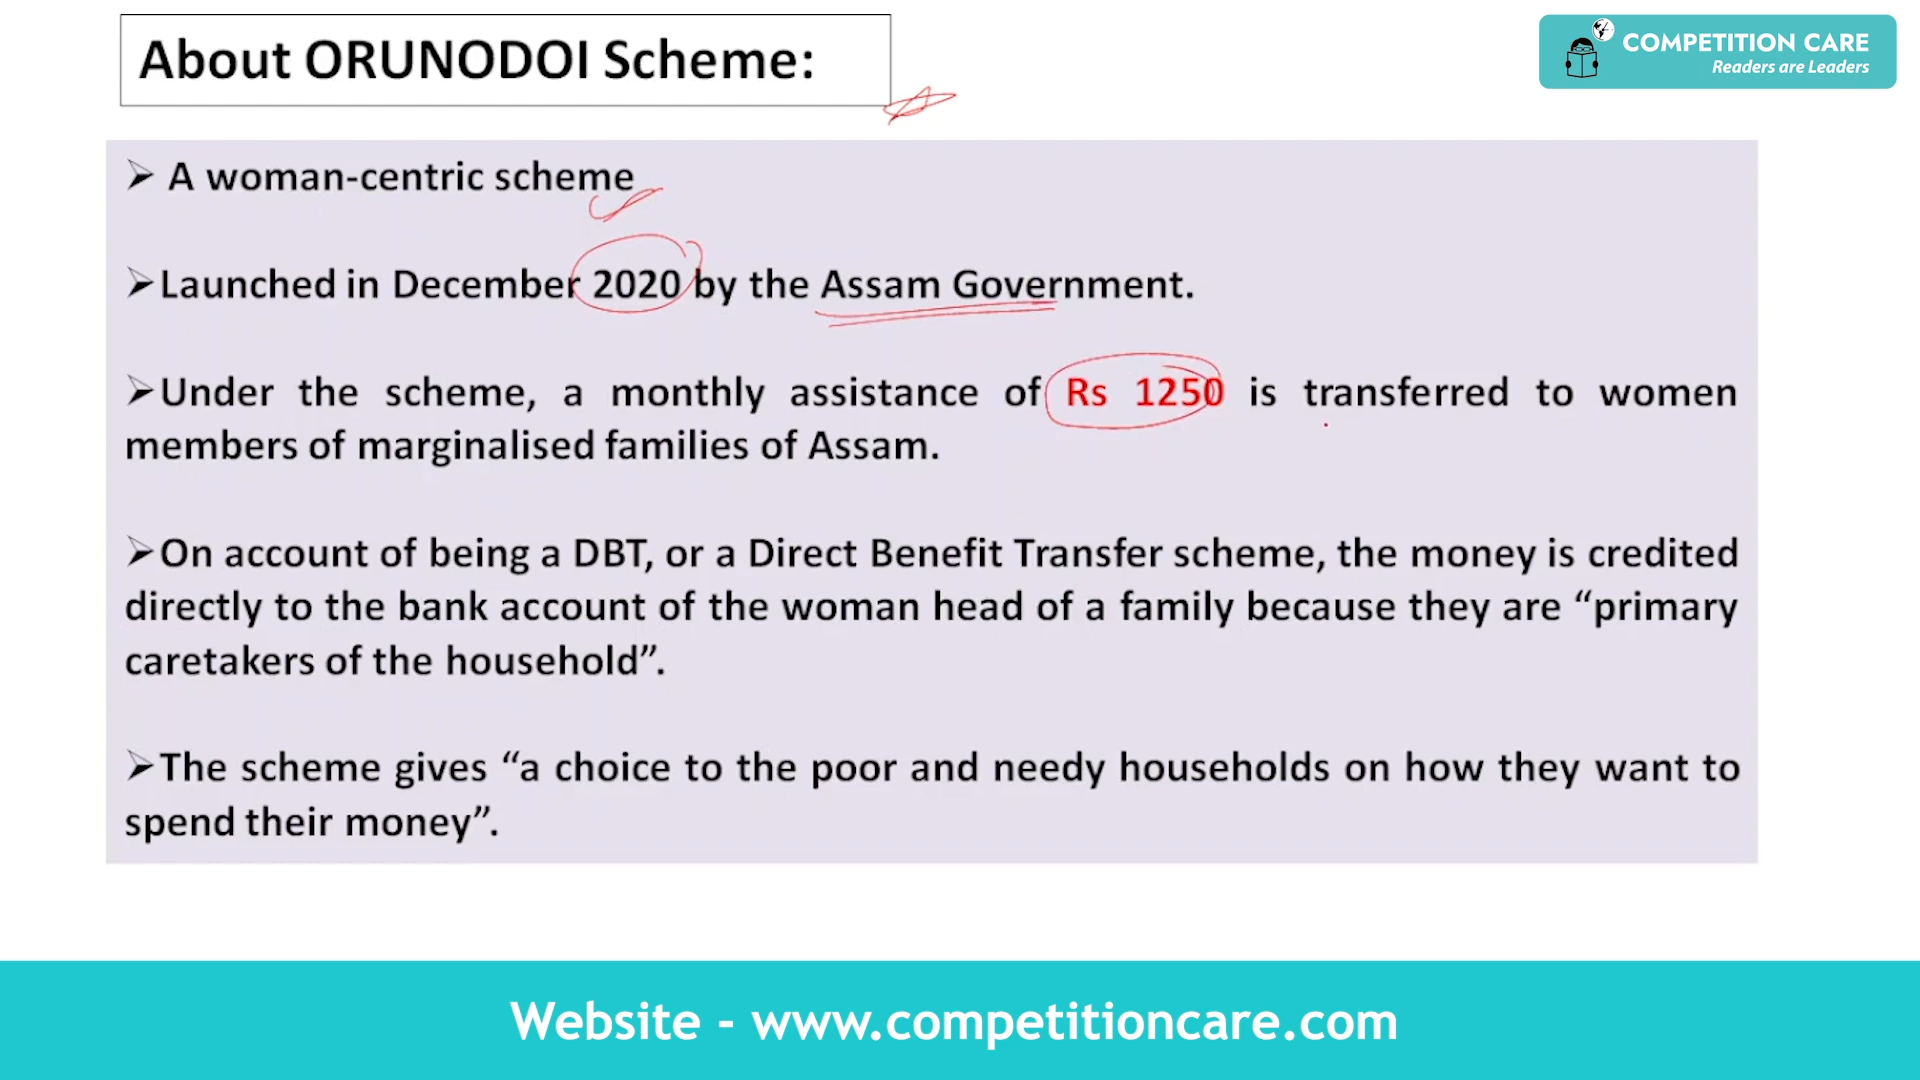 About ORUNODOI Scheme:
COMPETITION CARE
Readers are Leaders
➢ A woman-centric scheme
➢Launched in December 2020 by the Assam Government.
➢Under the scheme, a monthly assistance of Rs 1250 is transferred to women
members of marginalised families of Assam.
➢On account of being a DBT, or a Direct Benefit Transfer scheme, the money is credited
directly to the bank account of the woman head of a family because they are “primary
caretakers of the household”.
➢The scheme gives “a choice to the poor and needy households on how they want to
spend their money”.
Website - www.competitioncare.com